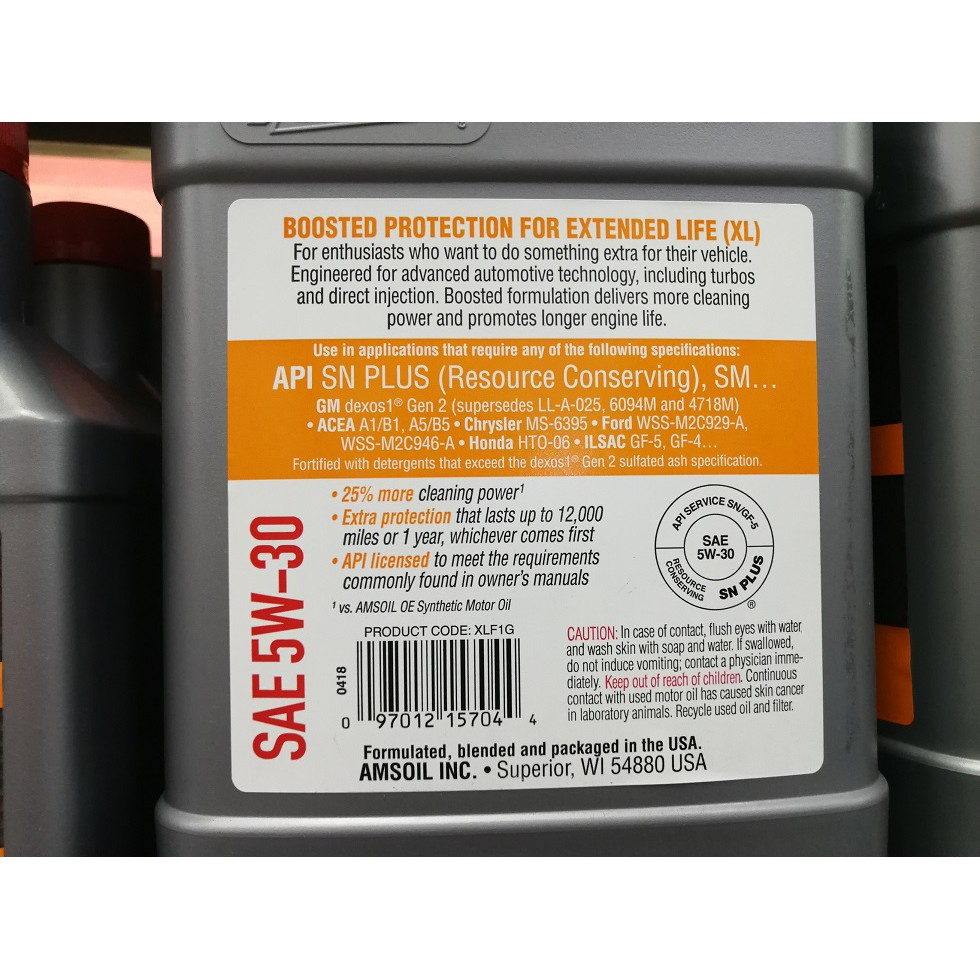 BOOSTED PROTECTION FOR EXTENDED LIFE (XL)
For enthusiasts who want to do something extra for their vehicle.
Engineered for advanced automotive technology, including turbos
and direct injection. Boosted formulation delivers more cleaning
power and promotes longer engine life.
Use in applications that require any of the following specifications:
API SN PLUS (Resource Conserving), SM...
GM dexos1® Gen 2 (supersedes LL-A-025, 6094M and 4718M)
• ACEA A1/B1, A5/B5 • Chrysler MS-6395 • Ford WSS-M2C929-A,
WSS-M2C946-A • Honda HTO-06 • ILSAC GF-5, GF-4...
Fortified with detergents that exceed the dexos1® Gen 2 sulfated ash specification.
SAE 5W-30
• 25% more cleaning power¹
• Extra protection that lasts up to 12,000
miles or 1 year, whichever comes first
• API licensed to meet the requirements
commonly found in owner's manuals
¹ vs. AMSOIL OE Synthetic Motor Oil
API SERVICE SN/GF-5
SAE
5W-30
RESOURCE
CONSERVING
SN PLUS
®
PRODUCT CODE: XLF1G
0418
0 97012 15704 4
CAUTION: In case of contact, flush eyes with water
and wash skin with soap and water. If swallowed,
do not induce vomiting; contact a physician imme-
diately. Keep out of reach of children. Continuous
contact with used motor oil has caused skin cancer
in laboratory animals. Recycle used oil and filter.
Formulated, blended and packaged in the USA.
AMSOIL INC. • Superior, WI 54880 USA